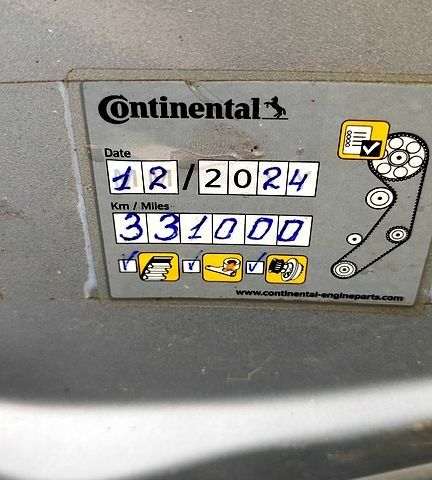 Continental
Date
12/2024
Km / Miles
331000
www.continental-engineparts.com